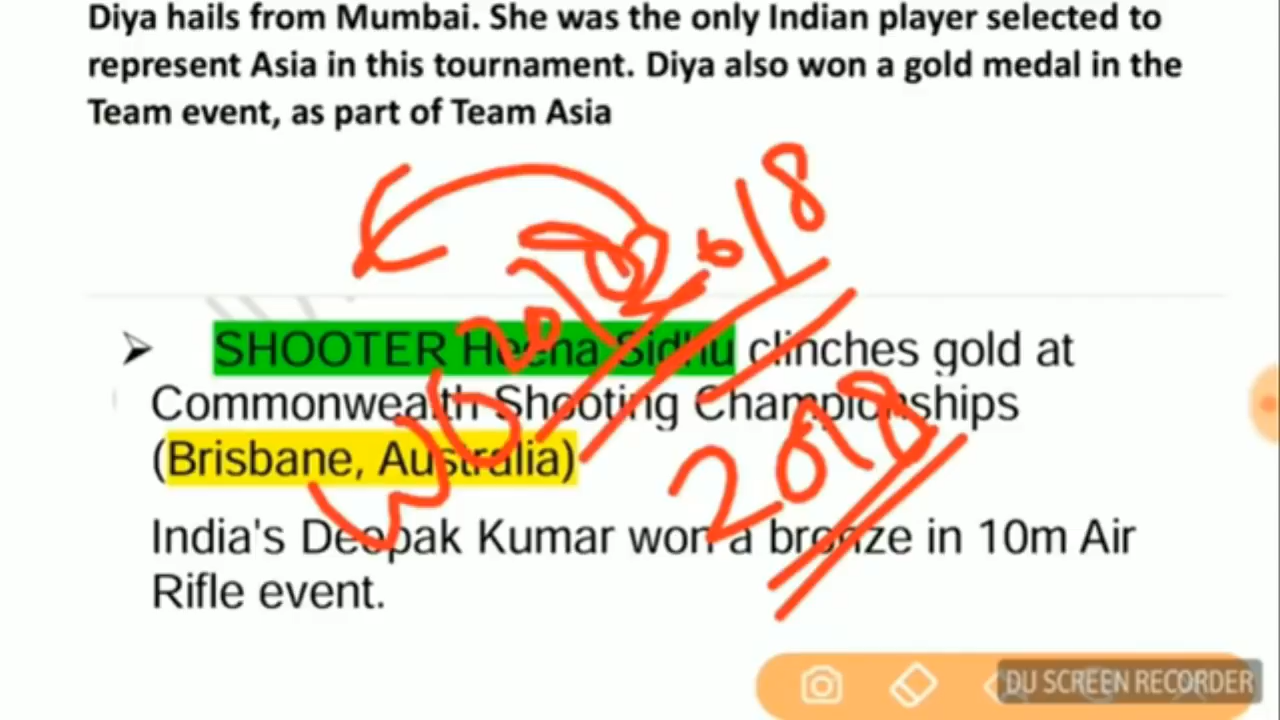 Diya hails from Mumbai. She was the only Indian player selected to
represent Asia in this tournament. Diya also won a gold medal in the
Team event, as part of Team Asia
SHOOTER Heena Sidhu clinches gold at
Commonwealth Shooting Championships
(Brisbane, Australia)
2018
India's Deepak Kumar won a bronze in 10m Air
Rifle event.
DU SCREEN RECORDER